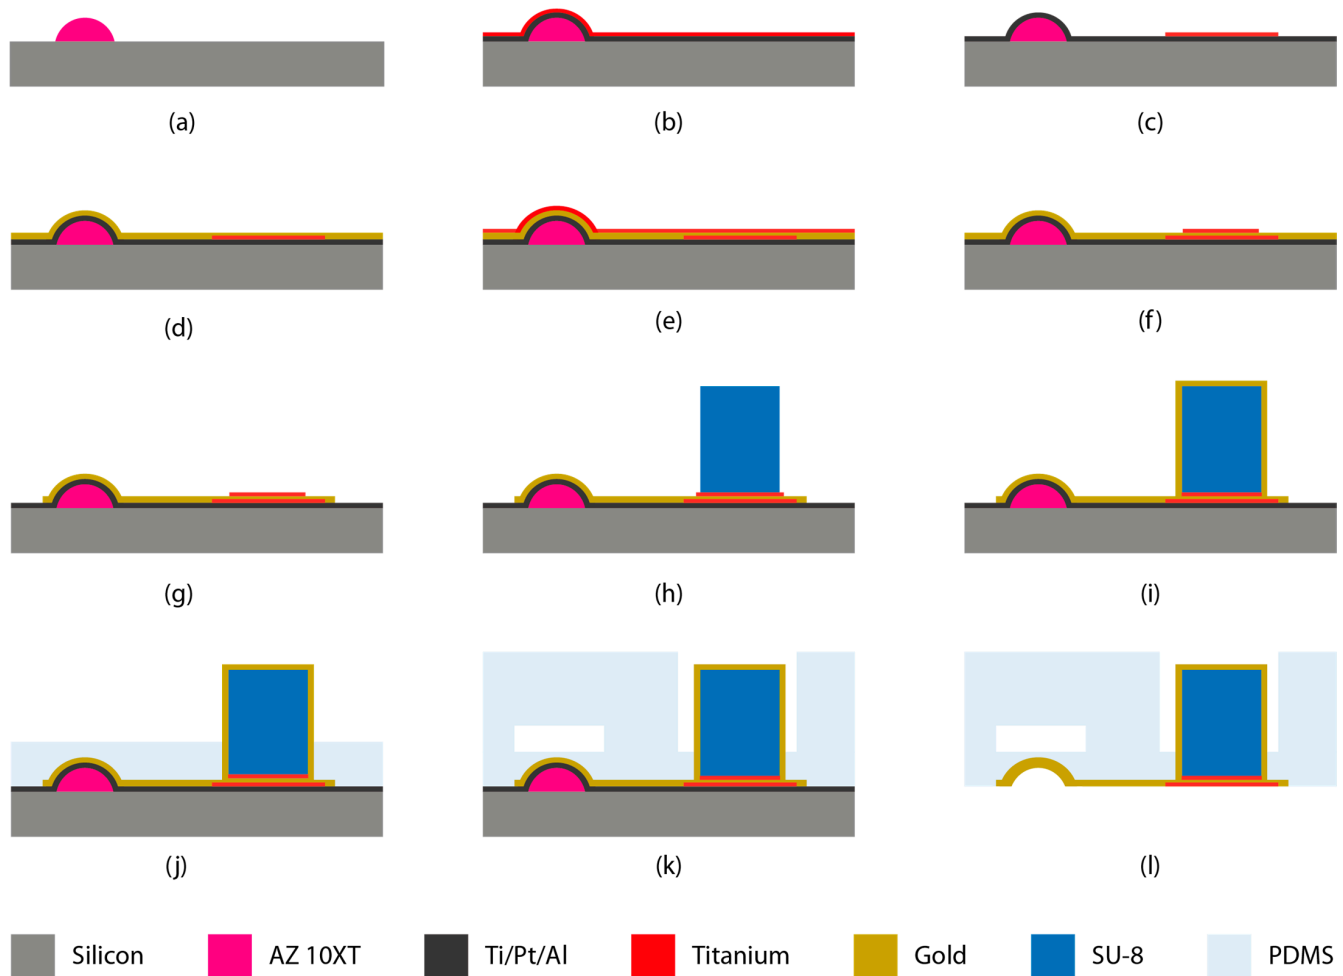 (a) (b) (c)
(d) (e) (f)
(g) (h) (i)
(j) (k) (l)
Silicon AZ 10XT Ti/Pt/Al Titanium Gold SU-8 PDMS